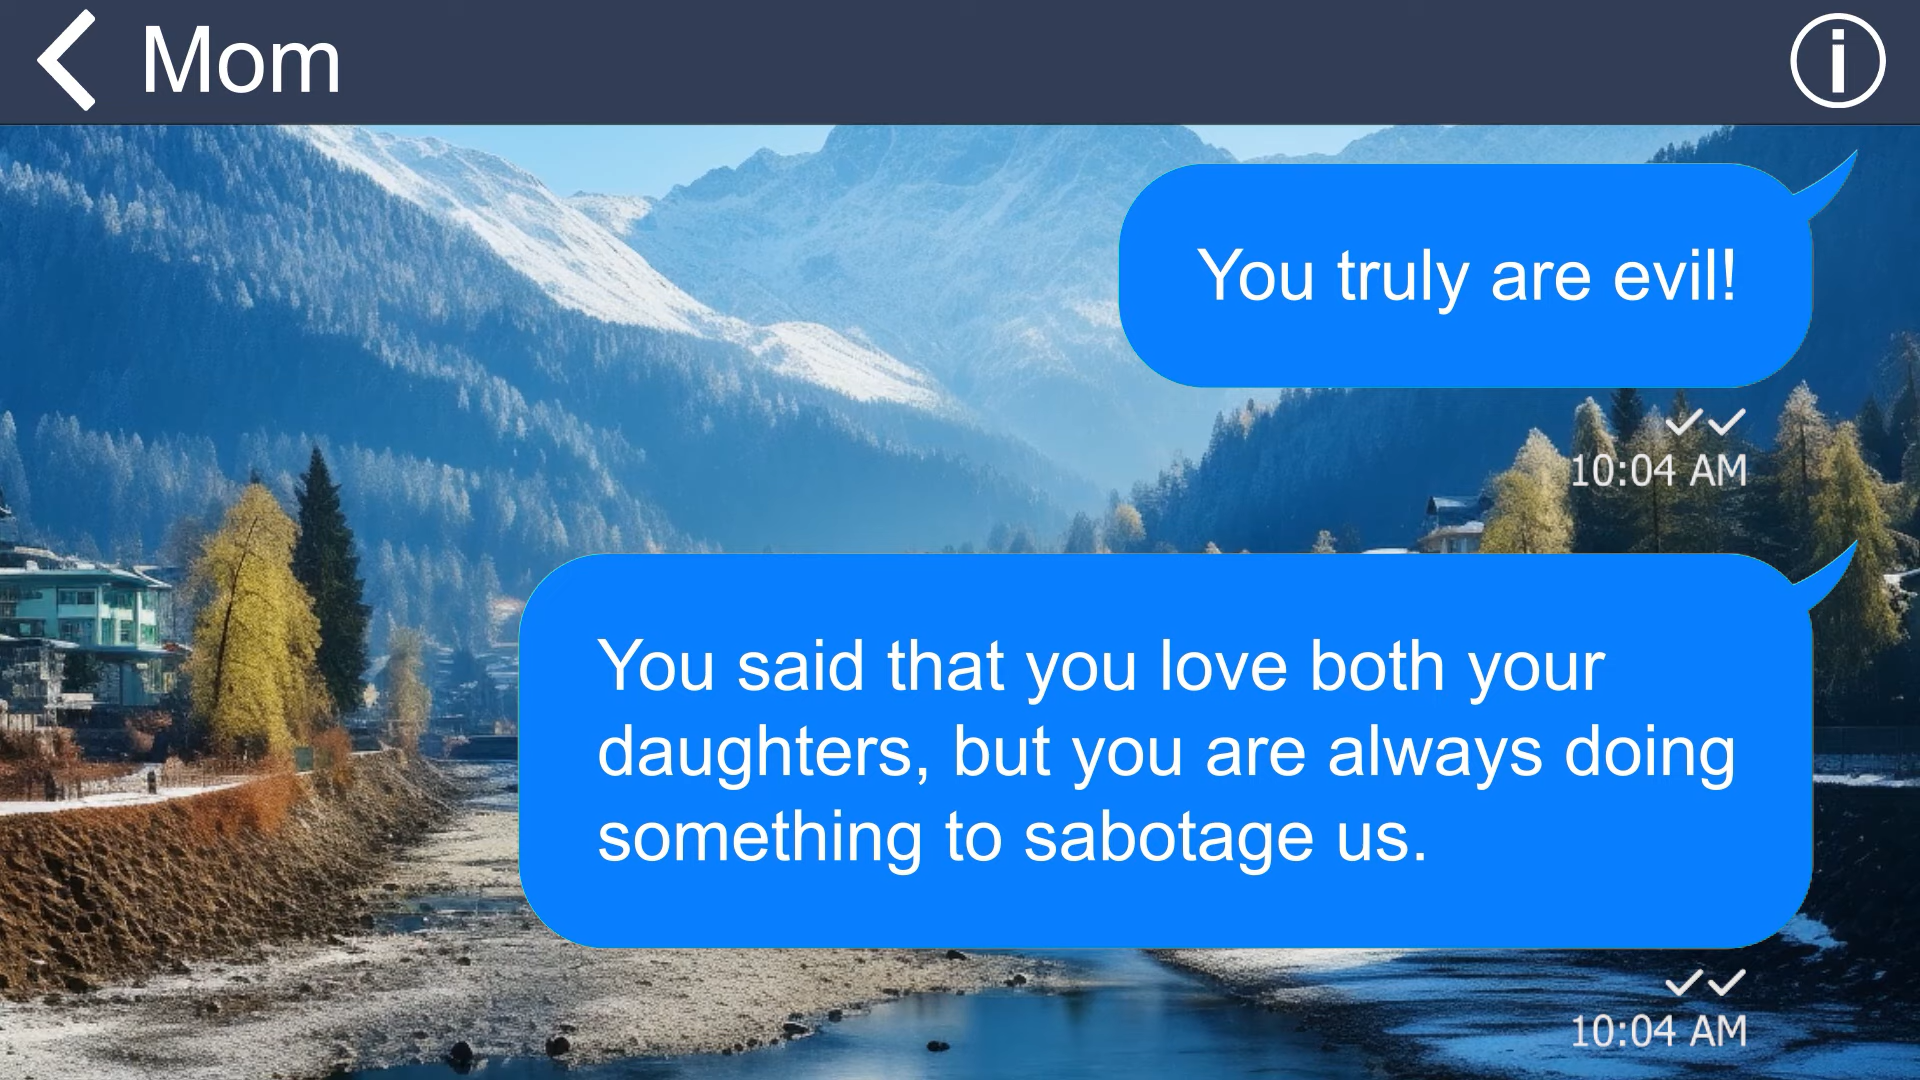 Mom
You truly are evil!
10:04 AM
You said that you love both your
daughters, but you are always doing
something to sabotage us.
10:04 AM